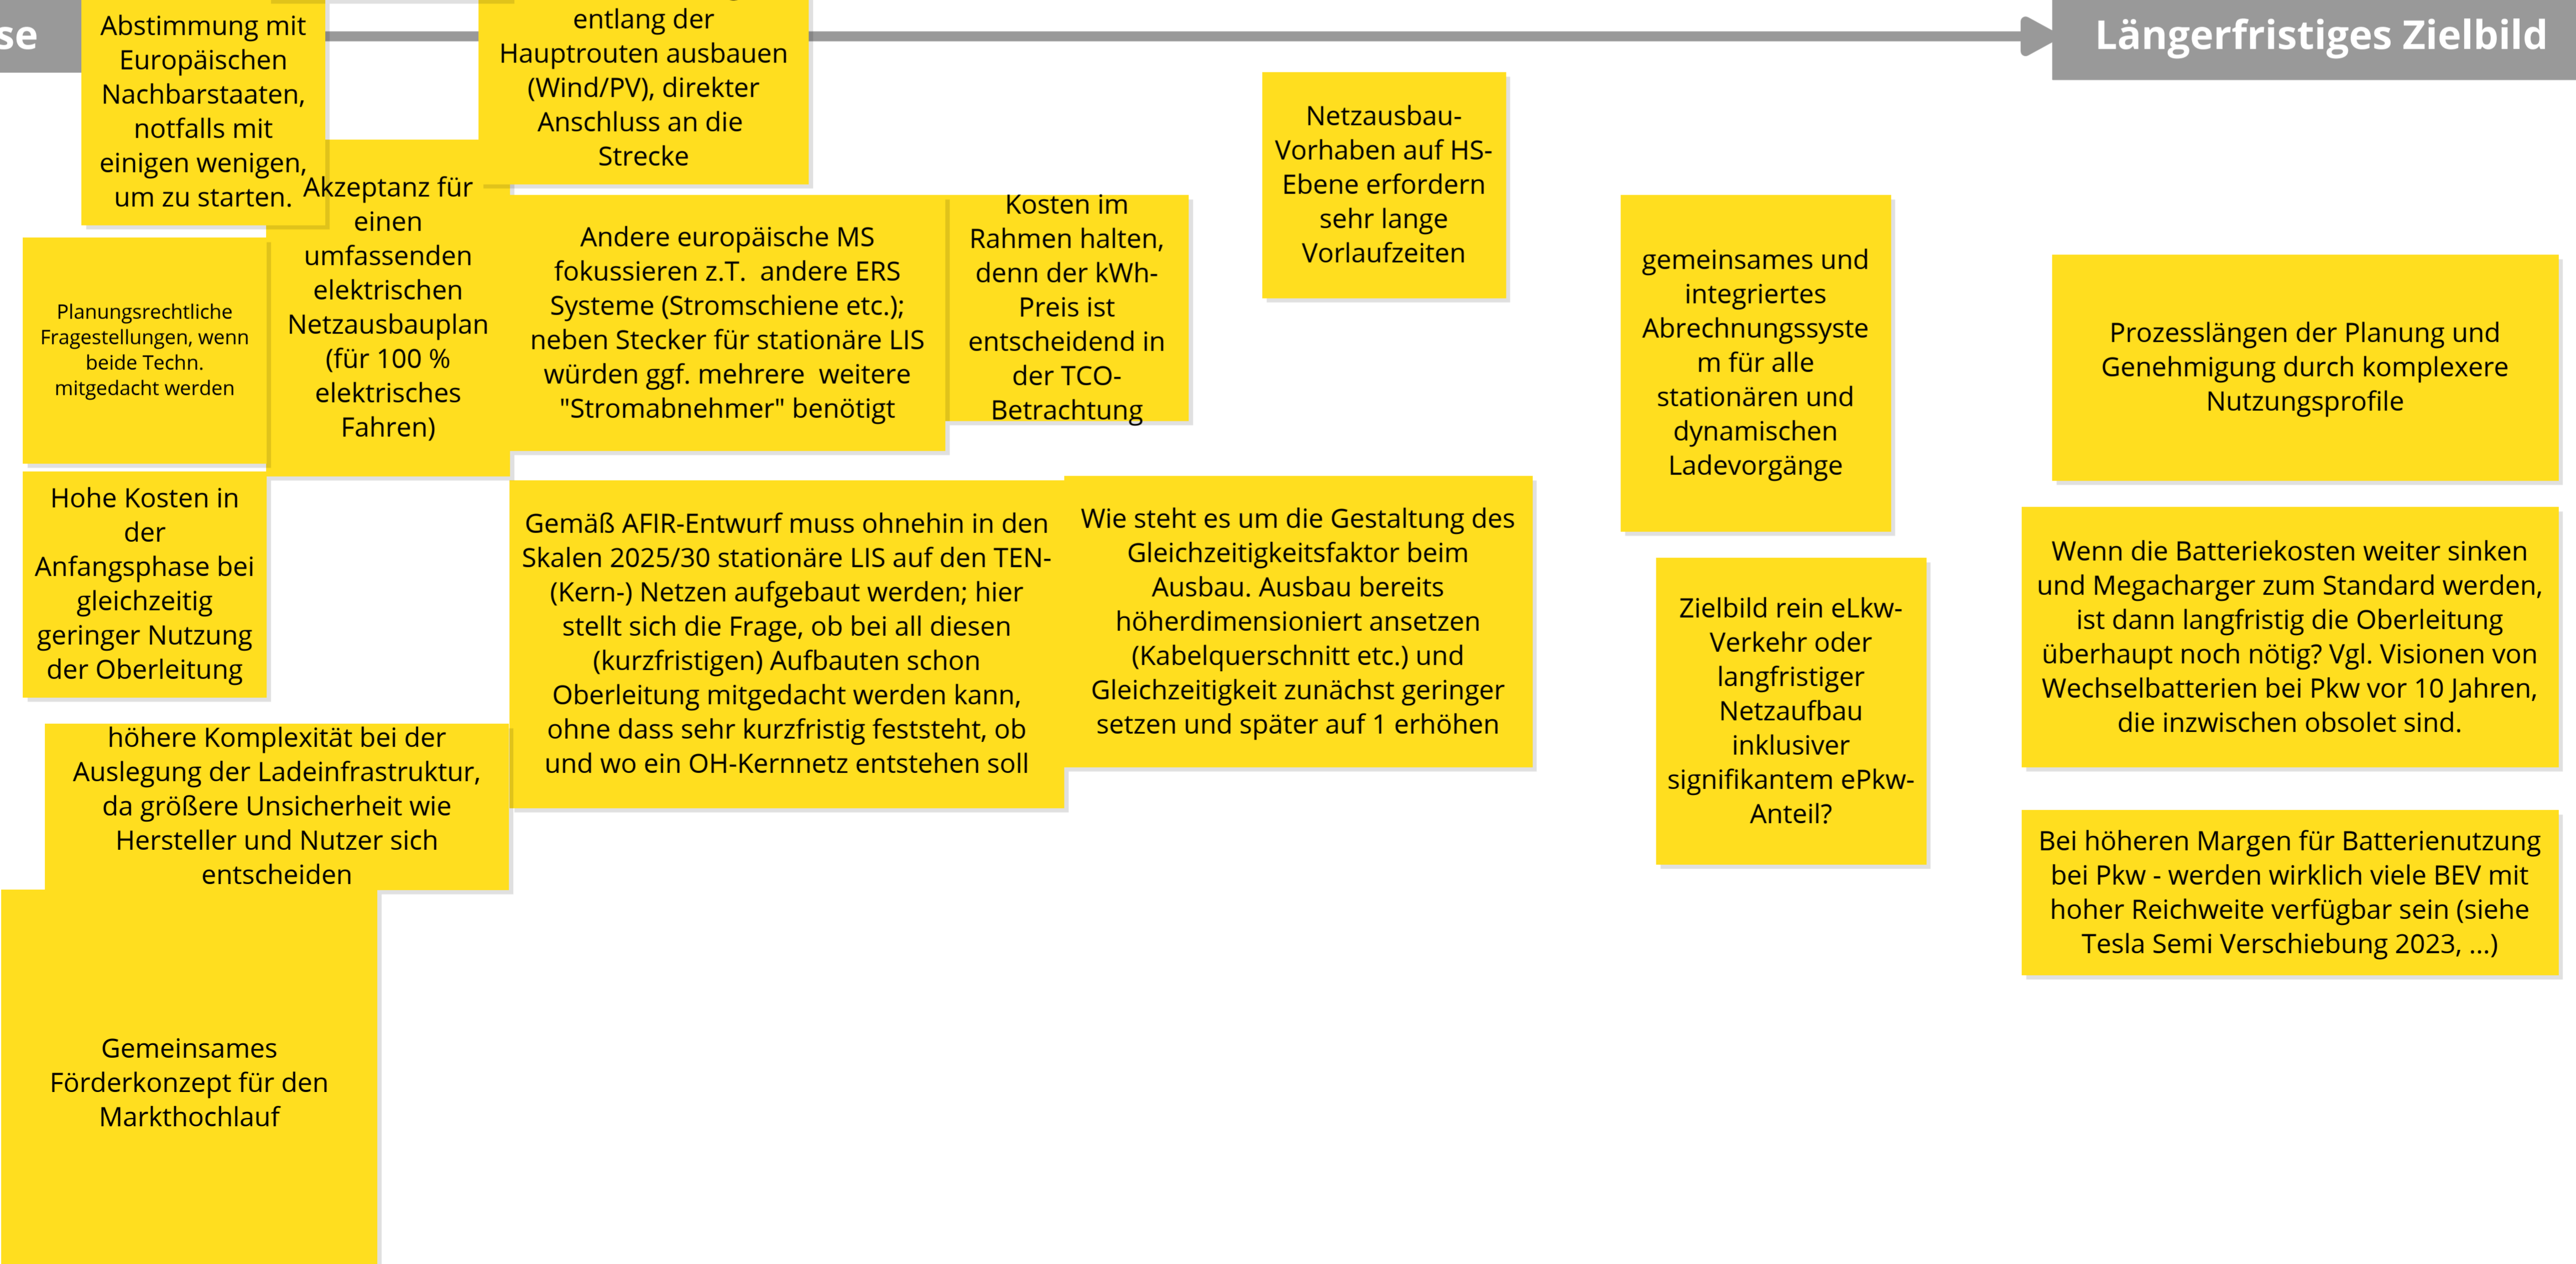 se
Längerfristiges Zielbild
Abstimmung mit
Europäischen
Nachbarstaaten,
notfalls mit
einigen wenigen,
um zu starten.
entlang der
Hauptrouten ausbauen
(Wind/PV), direkter
Anschluss an die
Strecke
Netzausbau-
Vorhaben auf HS-
Ebene erfordern
sehr lange
Vorlaufzeiten
Akzeptanz für
einen
umfassenden
elektrischen
Netzausbauplan
(für 100 %
elektrisches
Fahren)
Andere europäische MS
fokussieren z.T.  andere ERS
Systeme (Stromschiene etc.);
neben Stecker für stationäre LIS
würden ggf. mehrere  weitere
"Stromabnehmer" benötigt
Kosten im
Rahmen halten,
denn der kWh-
Preis ist
entscheidend in
der TCO-
Betrachtung
gemeinsames und
integriertes
Abrechnungssyste
m für alle
stationären und
dynamischen
Ladevorgänge
Prozesslängen der Planung und
Genehmigung durch komplexere
Nutzungsprofile
Planungsrechtliche
Fragestellungen, wenn
beide Techn.
mitgedacht werden
Hohe Kosten in
der
Anfangsphase bei
gleichzeitig
geringer Nutzung
der Oberleitung
Gemäß AFIR-Entwurf muss ohnehin in den
Skalen 2025/30 stationäre LIS auf den TEN-
(Kern-) Netzen aufgebaut werden; hier
stellt sich die Frage, ob bei all diesen
(kurzfristigen) Aufbauten schon
Oberleitung mitgedacht werden kann,
ohne dass sehr kurzfristig feststeht, ob
und wo ein OH-Kernnetz entstehen soll
Wie steht es um die Gestaltung des
Gleichzeitigkeitsfaktor beim
Ausbau. Ausbau bereits
höherdimensioniert ansetzen
(Kabelquerschnitt etc.) und
Gleichzeitigkeit zunächst geringer
setzen und später auf 1 erhöhen
Zielbild rein eLkw-
Verkehr oder
langfristiger
Netzaufbau
inklusiver
signifikantem ePkw-
Anteil?
Wenn die Batteriekosten weiter sinken
und Megacharger zum Standard werden,
ist dann langfristig die Oberleitung
überhaupt noch nötig? Vgl. Visionen von
Wechselbatterien bei Pkw vor 10 Jahren,
die inzwischen obsolet sind.
höhere Komplexität bei der
Auslegung der Ladeinfrastruktur,
da größere Unsicherheit wie
Hersteller und Nutzer sich
entscheiden
Bei höheren Margen für Batterienutzung
bei Pkw - werden wirklich viele BEV mit
hoher Reichweite verfügbar sein (siehe
Tesla Semi Verschiebung 2023, ...)
Gemeinsames
Förderkonzept für den
Markthochlauf